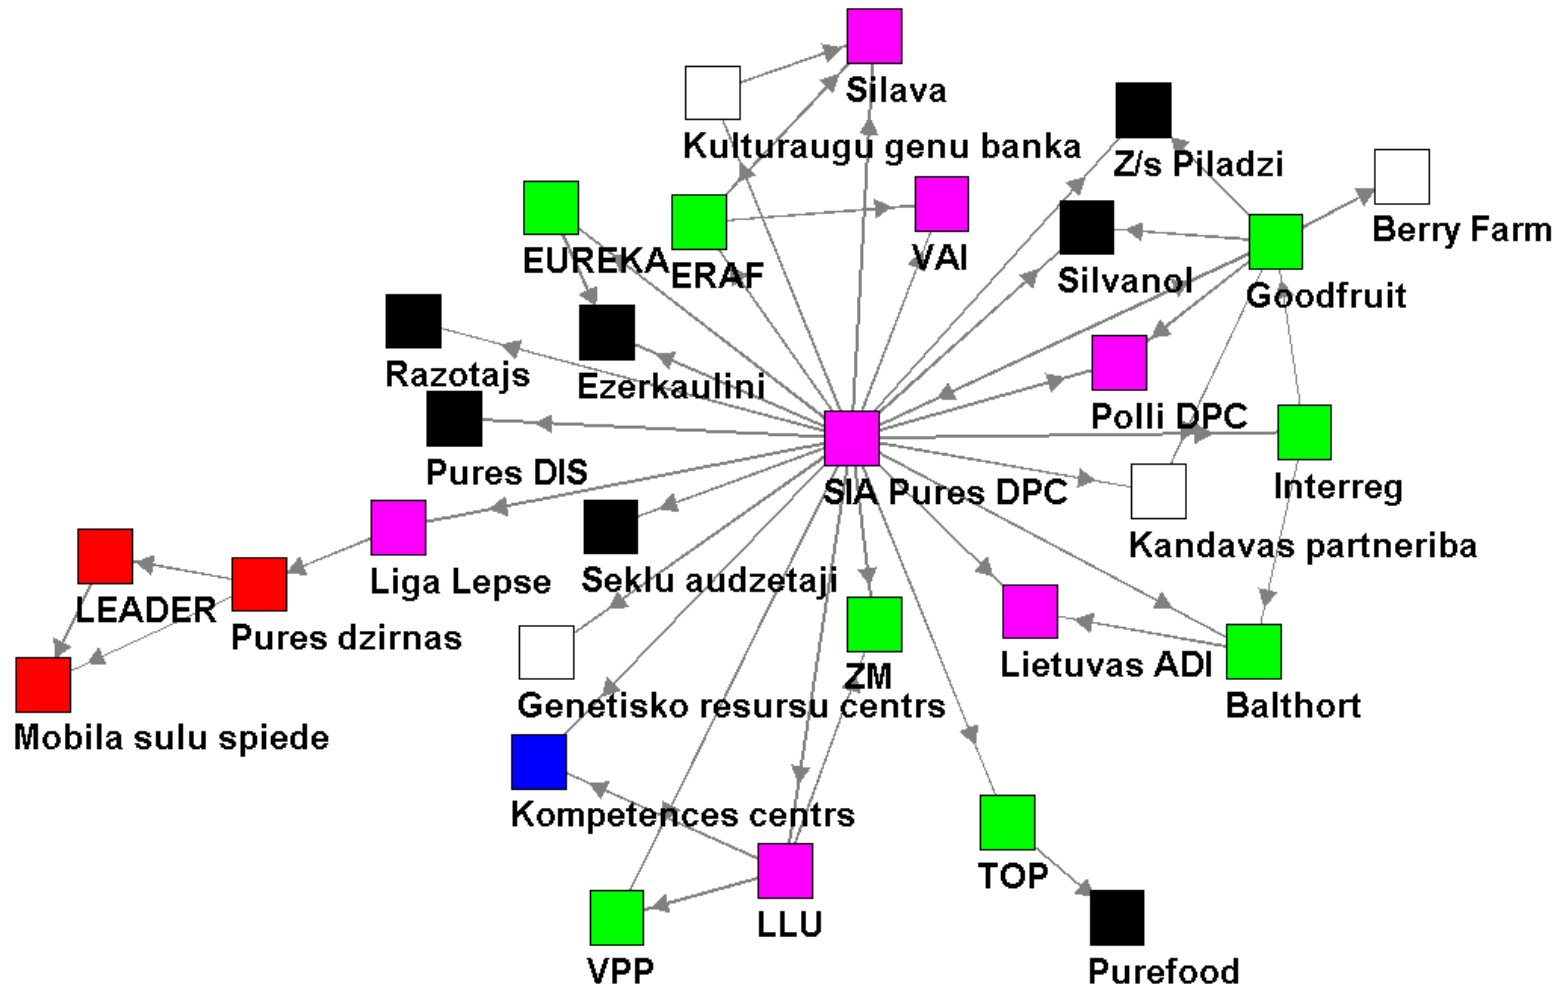 Silava
Kulturaugu genu banka
Z/s Piladzi
Berry Farm
VAI
EUREKA
ERAF
Silvanol
Goodfruit
Razotajs
Ezerkaulini
Polli DPC
Pures DIS
SIA Pures DPC
Interreg
Kandavas partneriba
Liga Lepse
Seklu audzetaji
LEADER
Pures dzirnas
Lietuvas ADI
ZM
Genetisko resursu centrs
Balthort
Mobila sulu spiede
Kompetences centrs
TOP
LLU
VPP
Purefood